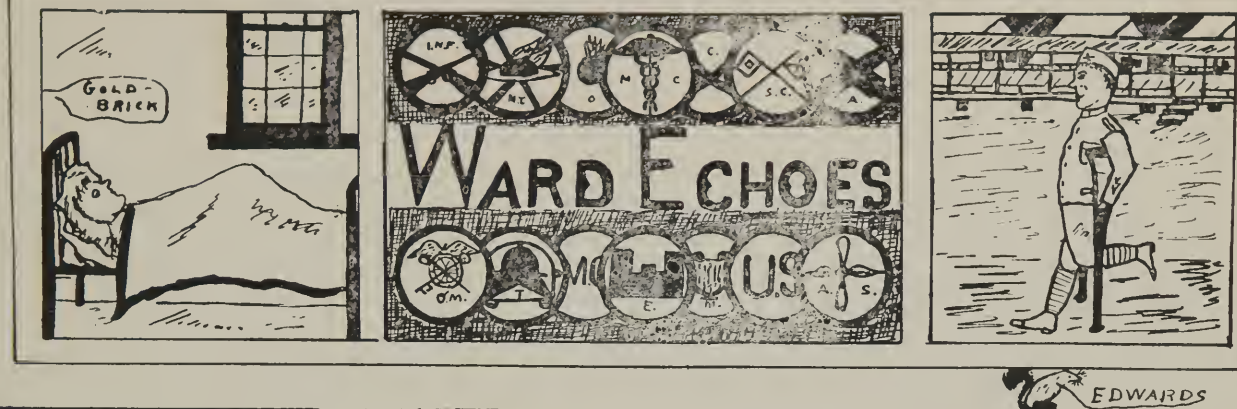 GOLD-
BRICK
INF.
N.Y.
O
M C
C.
S.C.
A.
WARD ECHOES
Q.M.
T
M.
E.
U.S.
A. S.
EDWARDS